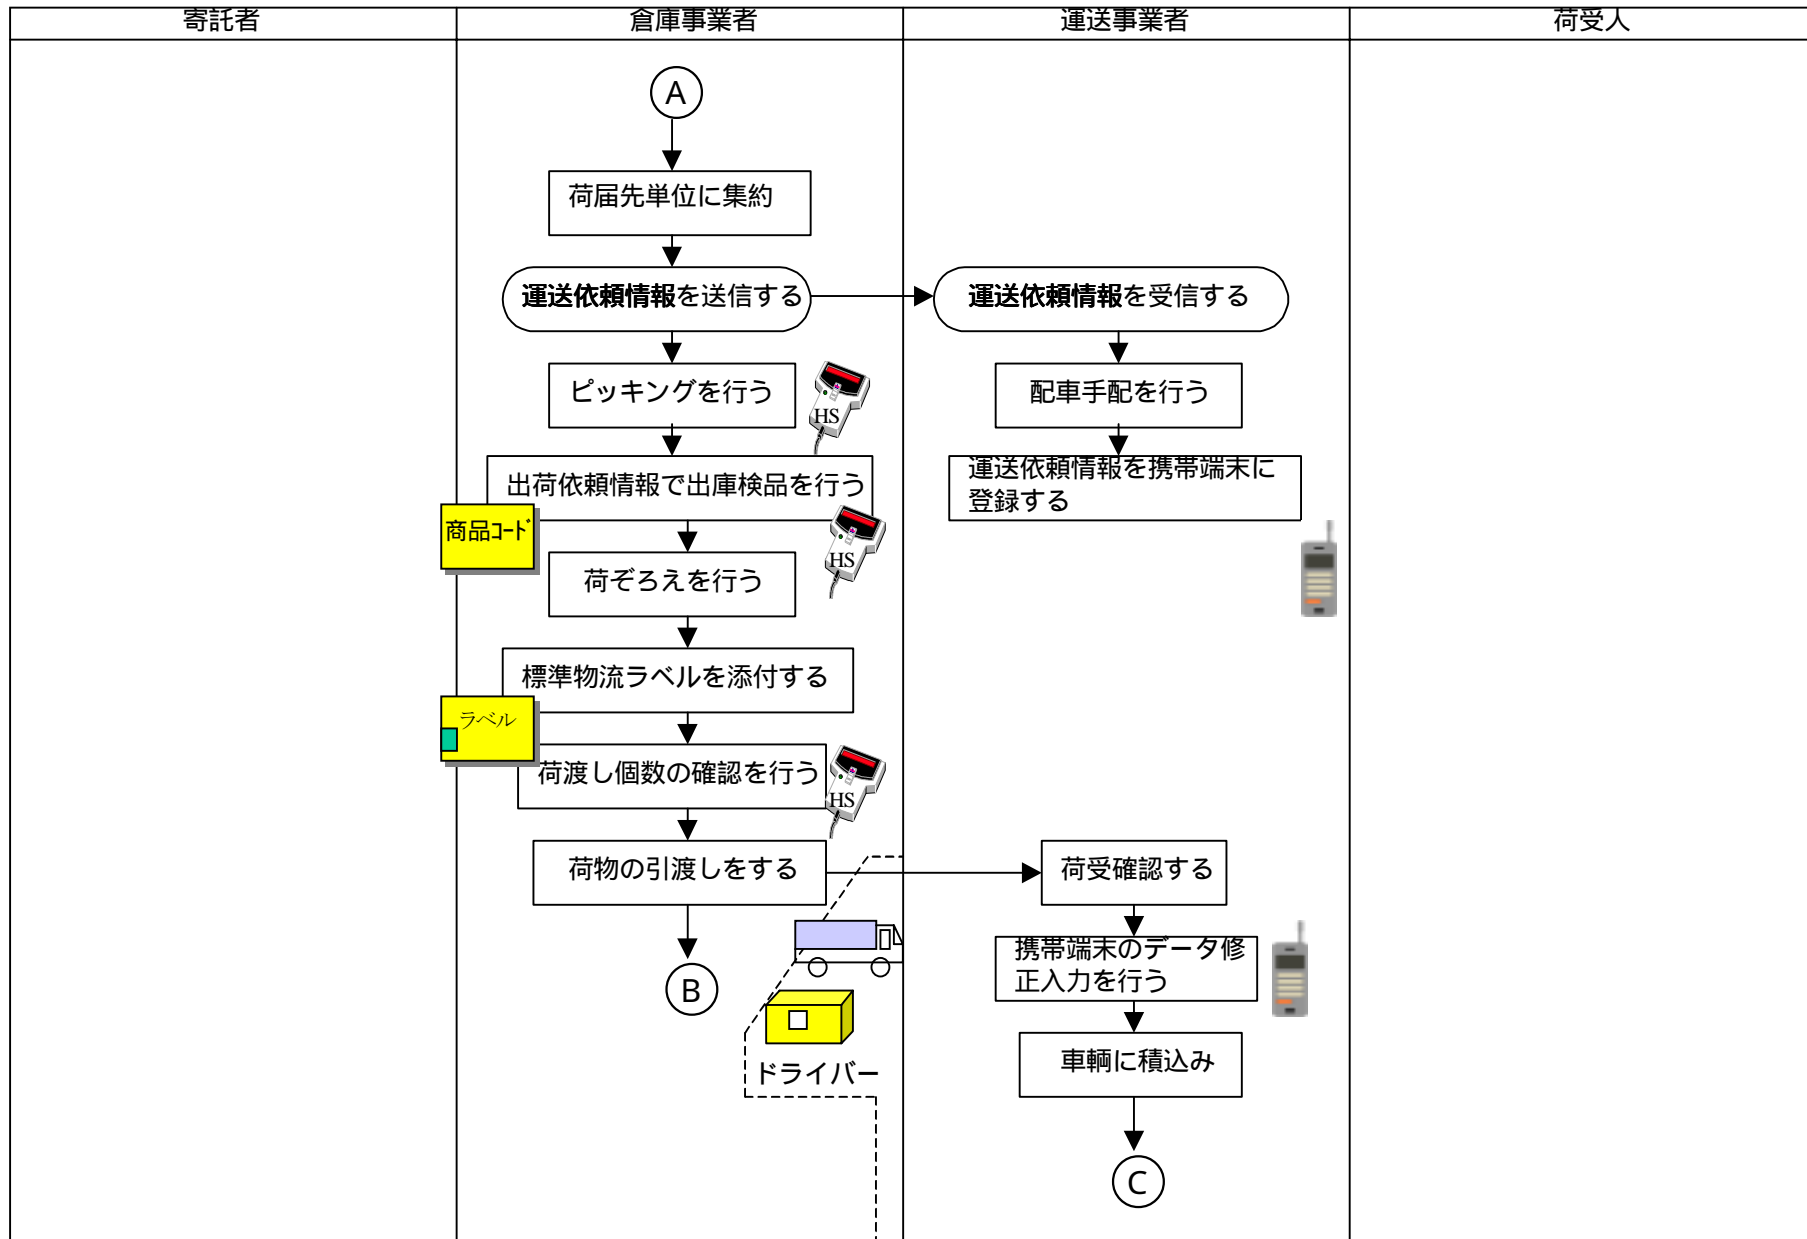 寄託者
倉庫事業者
運送事業者
荷受人
A
荷届先単位に集約
運送依頼情報を送信する
運送依頼情報を受信する
ピッキングを行う
HS
配車手配を行う
出荷依頼情報で出庫検品を行う
運送依頼情報を携帯端末に
登録する
商品ｺｰﾄﾞ
HS
荷ぞろえを行う
標準物流ラベルを添付する
ラベル
荷渡し個数の確認を行う
HS
荷物の引渡しをする
荷受確認する
携帯端末のデータ修
正入力を行う
B
車輌に積込み
ドライバー
C